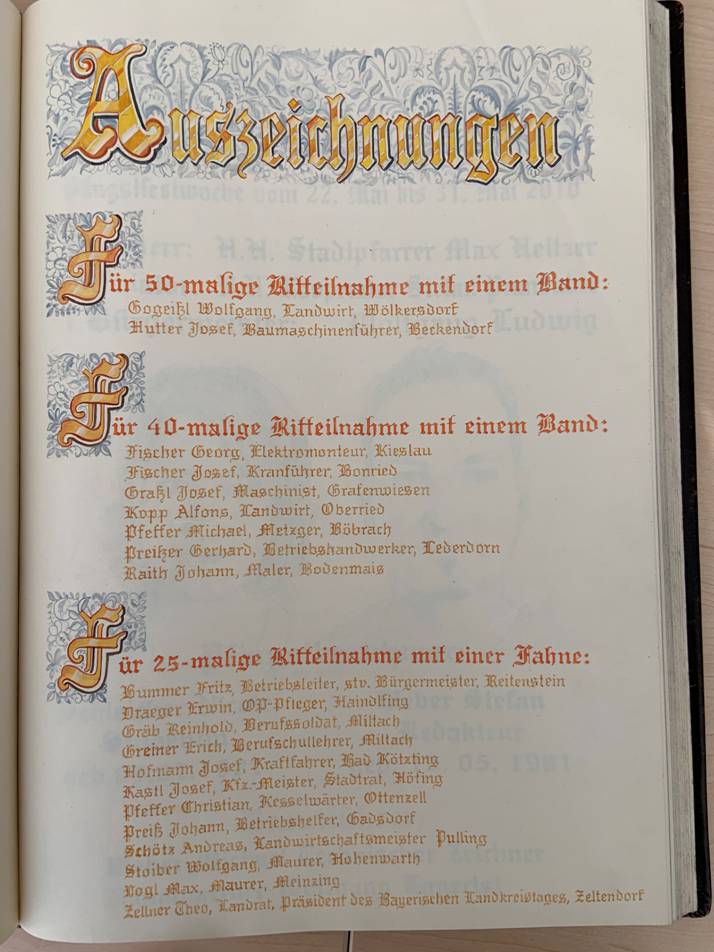 Auszeichnungen
Für 50-malige Rittteilnahme mit einem Band:
Gogeißl Wolfgang, Landwirt, Wölkersdorf
Hutter Josef, Baumaschinenführer, Beckendorf
Für 40-malige Rittteilnahme mit einem Band:
Fischer Georg, Elektromonteur, Kieslau
Fischer Josef, Kranführer, Bonried
Graßl Josef, Maschinist, Grafenwiesen
Kopp Alfons, Landwirt, Oberried
Pfeffer Michael, Metzger, Böbrach
Preißer Gerhard, Betriebshandwerker, Lederdorn
Raith Johann, Maler, Bodenmais
Für 25-malige Rittteilnahme mit einer Fahne:
Bummer Fritz, Betriebsleiter, stv. Bürgermeister, Reitenstein
Draeger Erwin, OP-Pfleger, Haindlfing
Gräb Reinhold, Berufssoldat, Miltach
Greiner Erich, Berufschullehrer, Miltach
Hofmann Josef, Kraftfahrer, Bad Kötzting
Kastl Josef, Kfz.-Meister, Stadtrat, Höfing
Pfeffer Christian, Kesselwärter, Ottenzell
Preiß Johann, Betriebshelfer, Gadsdorf
Schötz Andreas, Landwirtschaftsmeister Pulling
Stoiber Wolfgang, Maurer, Hohenwarth
Vogl Max, Maurer, Meinzing
Zellner Theo, Landrat, Präsident des Bayerischen Landkreistages, Zeltendorf